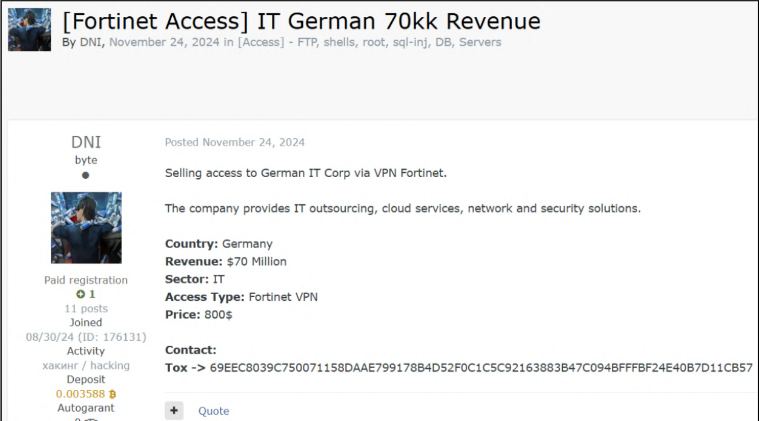 [Fortinet Access] IT German 70kk Revenue
By DNI, November 24, 2024 in [Access] - FTP, shells, root, sql-inj, DB, Servers
DNI
byte
Paid registration
1
11 posts
Joined
08/30/24 (ID: 176131)
Activity
хакинг / hacking
Deposit
0.003588 ₿
Autogarant
Posted November 24, 2024
Selling access to German IT Corp via VPN Fortinet.
The company provides IT outsourcing, cloud services, network and security solutions.
Country: Germany
Revenue: $70 Million
Sector: IT
Access Type: Fortinet VPN
Price: 800$
Contact:
Tox -> 69EEC8039C750071158DAAE799178B4D52F0C1C5C92163883B47C094BFFFBF24E40B7D11CB57
+ Quote